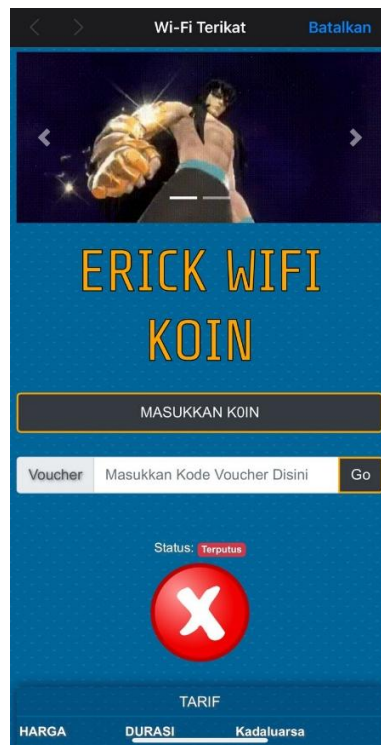 Wi-Fi Terikat
Batalkan
ERICK WIFI
KOIN
MASUKKAN K0IN
Voucher Masukkan Kode Voucher Disini Go
Status: Terputus
TARIF
HARGA DURASI Kadaluarsa